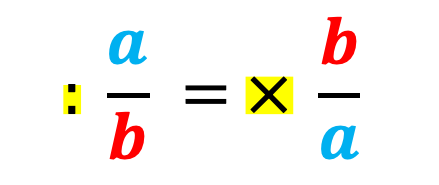 : a/b = × b/a